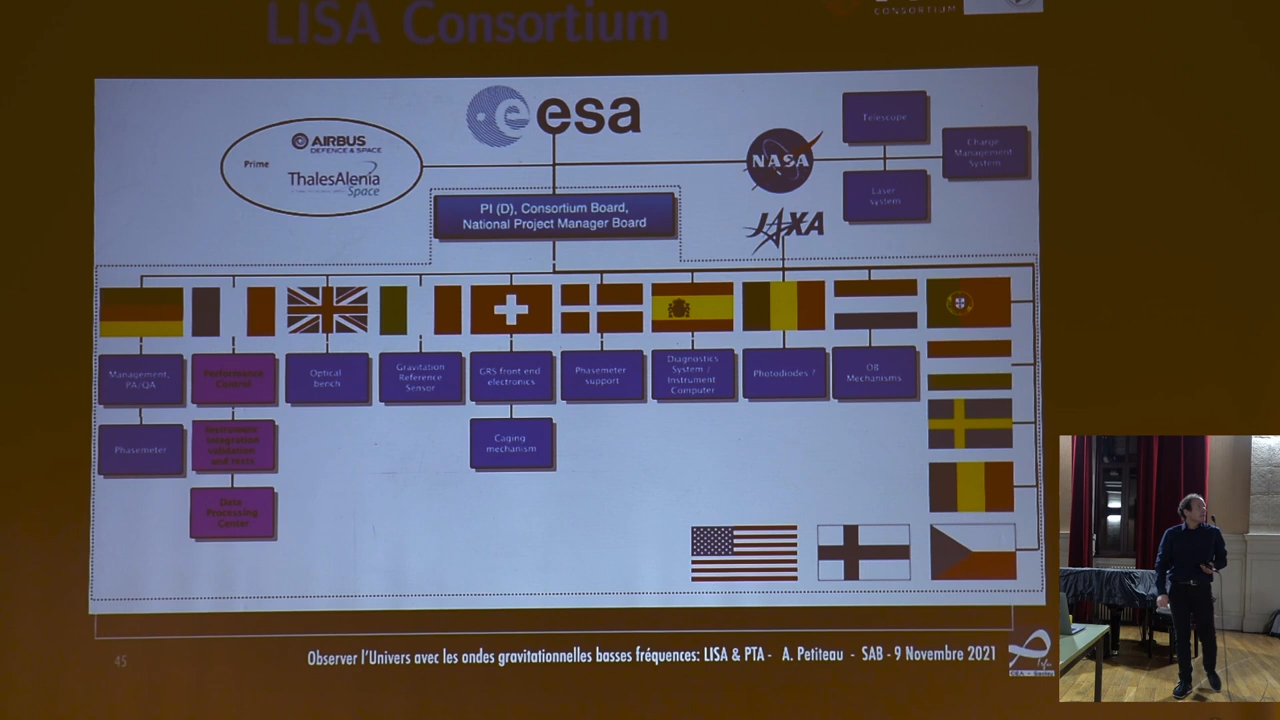 LISA Consortium
CONSORTIUM
esa
AIRBUS
DEFENCE & SPACE
Prime
ThalesAlenia
Space
NASA
Telescope
Charge
Management
System
Laser
system
PI (D), Consortium Board,
National Project Manager Board
JAXA
Management,
PA/QA
Performance
Control
Optical
bench
Gravitation
Reference
Sensor
GRS front end
electronics
Phasemeter
support
Diagnostics
System /
Instrument
Computer
Photodiodes ?
OB
Mechanisms
Phasemeter
Instrument
integration
validation
and tests
Caging
mechanism
Data
Processing
Center
45
Observer l'Univers avec les ondes gravitationnelles basses fréquences: LISA & PTA - A. Petiteau - SAB - 9 Novembre 2021
CEA - Saclay